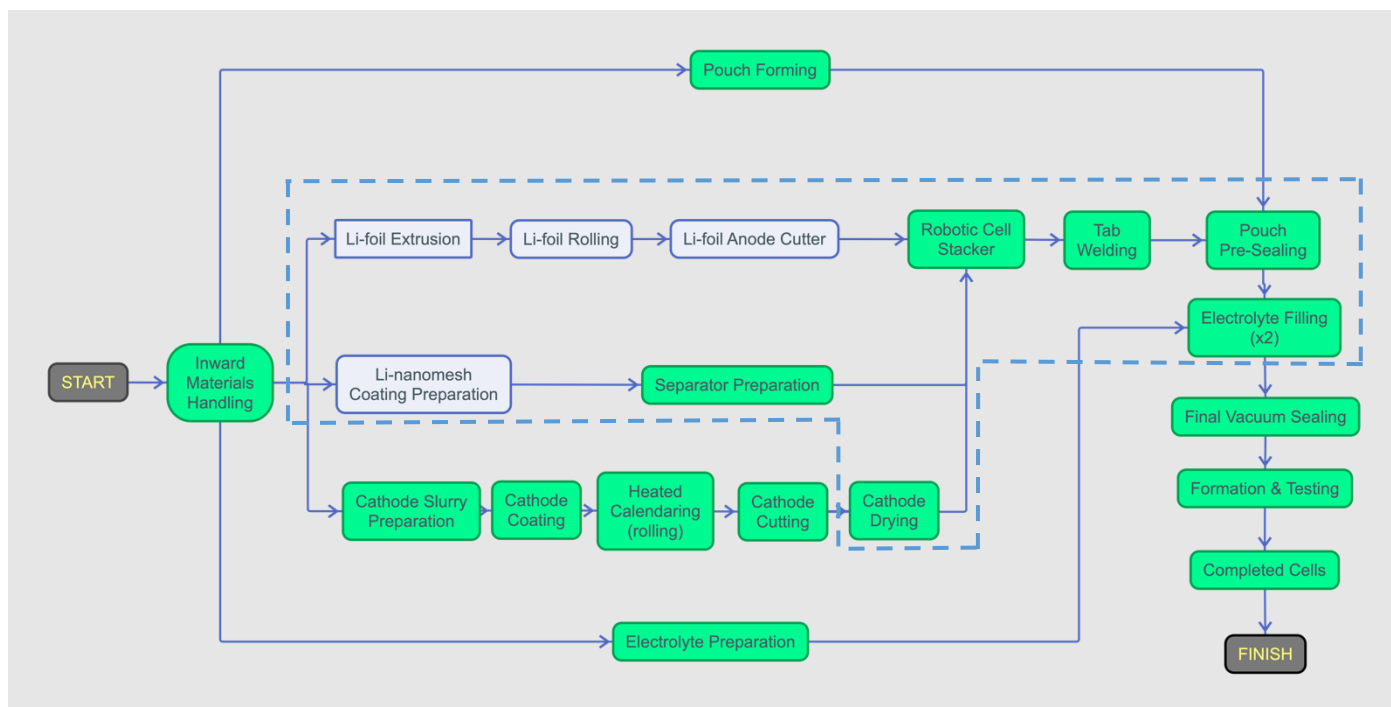 Pouch Forming
Li-foil Extrusion
Li-foil Rolling
Li-foil Anode Cutter
Robotic Cell
Stacker
Tab
Welding
Pouch
Pre-Sealing
Electrolyte Filling
(x2)
START
Inward
Materials
Handling
Li-nanomesh
Coating Preparation
Separator Preparation
Final Vacuum Sealing
Cathode Slurry
Preparation
Cathode
Coating
Heated
Calendaring
(rolling)
Cathode
Cutting
Cathode
Drying
Formation & Testing
Completed Cells
Electrolyte Preparation
FINISH